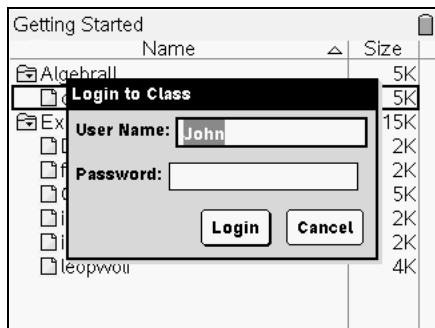 Getting Started
Name Size
AlgebraII 5K
Login to Class
5K
Ex 15K
User Name: John
2K
2K
Password:
5K
2K
Login Cancel
2K
4K